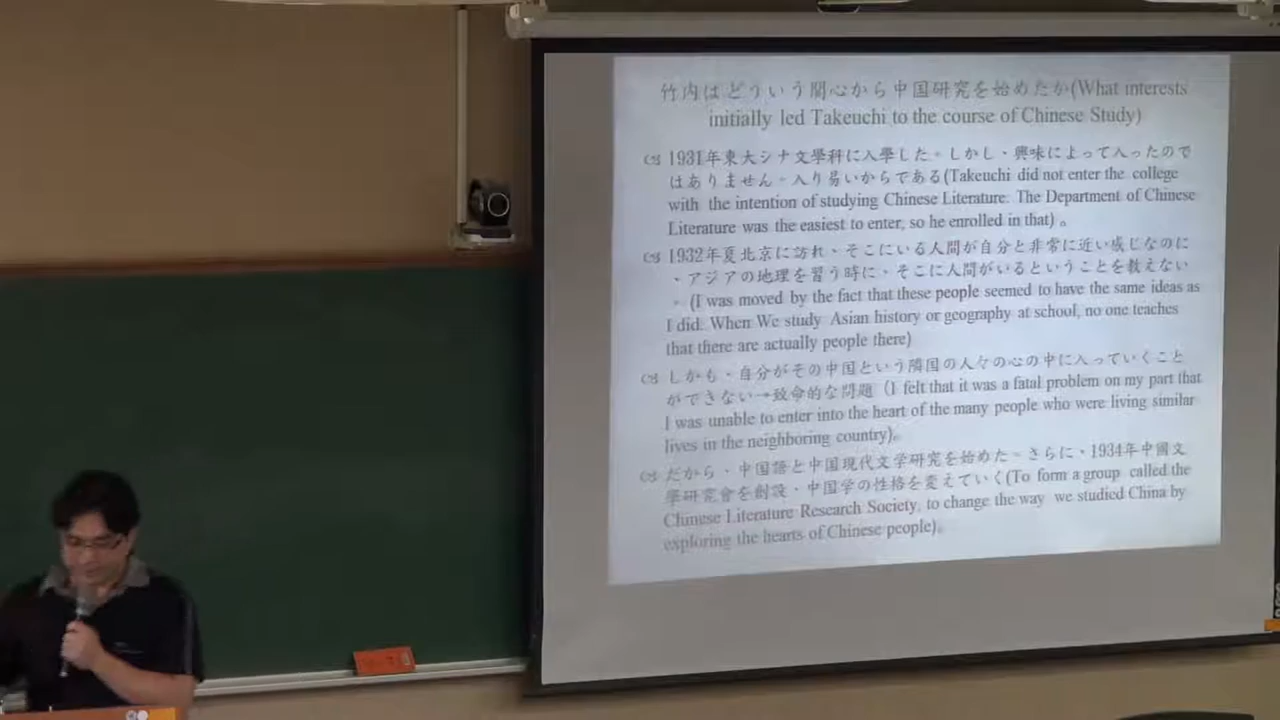 竹内はどういう関心から中国研究を始めたか(What interests
initially led Takeuchi to the course of Chinese Study)
1931年東大シナ文學科に入學した。しかし、興味によって入ったので
はありません。入り易いからである(Takeuchi did not enter the college
with the intention of studying Chinese Literature. The Department of Chinese
Literature was the easiest to enter, so he enrolled in that) 。
1932年夏北京に訪れ、そこにいる人間が自分と非常に近い感じなのに
、アジアの地理を習う時に、そこに人間がいるということを教えない
。 (I was moved by the fact that these people seemed to have the same ideas as
I did. When We study Asian history or geography at school, no one teaches
that there are actually people there)
しかも、自分がその中国という隣国の人々の心の中に入っていくこと
ができない→致命的な問題 (I felt that it was a fatal problem on my part that
I was unable to enter into the heart of the many people who were living similar
lives in the neighboring country)。
だから、中国語と中国現代文学研究を始めた。さらに、1934年中國文
學研究會を創設、中国学の性格を変えていく(To form a group called the
Chinese Literature Research Society, to change the way we studied China by
exploring the hearts of Chinese people)。